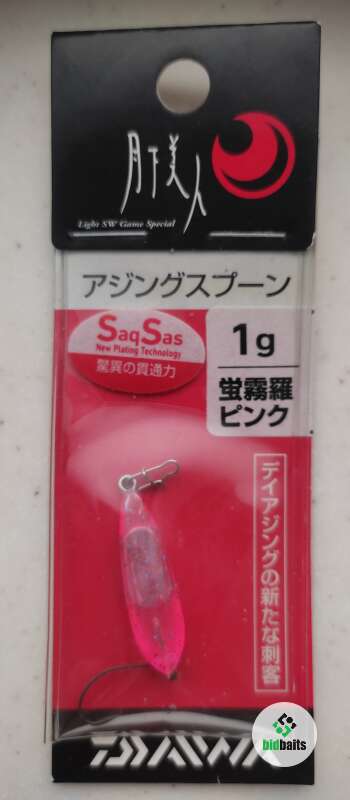 月下美人
Light SW Game Special
アジングスプーン
SaqSas
New Plating Technology
驚異の貫通力
1g
蛍霧羅
ピンク
デイアジングの新たな刺客
DAIWA
bidbaits